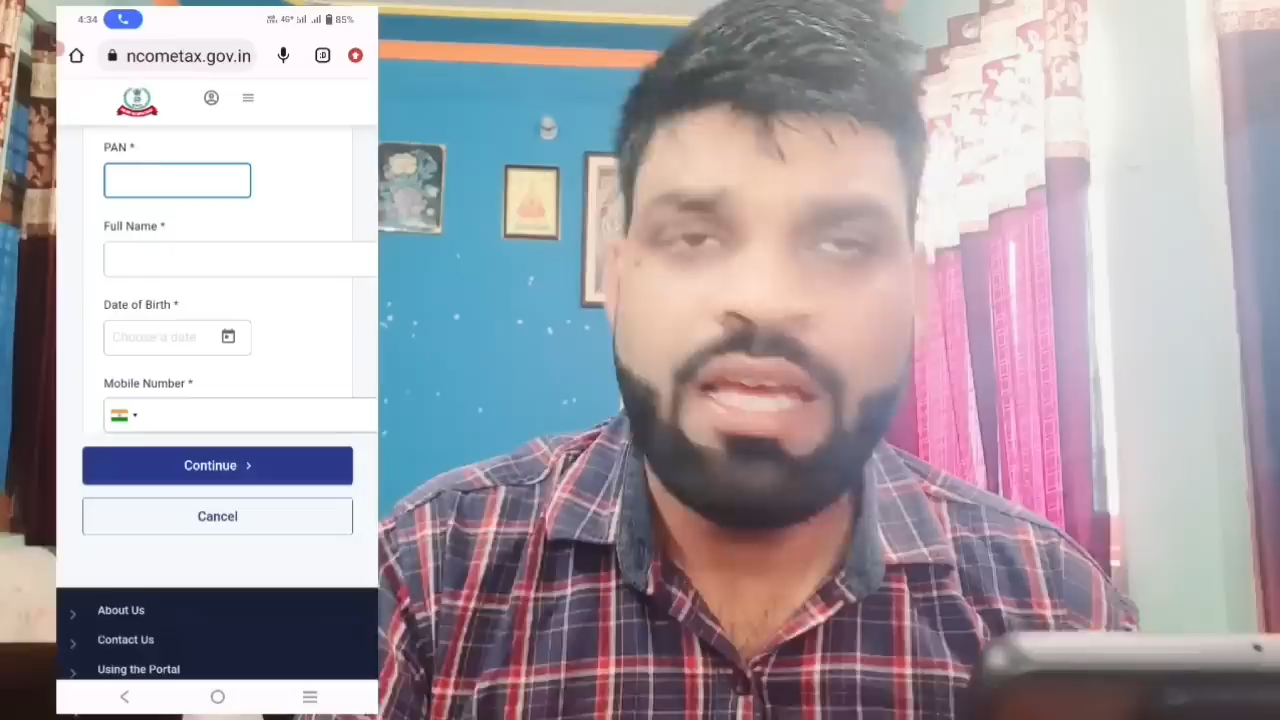 4:34
4G+
85%
ncometax.gov.in
:D
PAN *
Full Name *
Date of Birth *
Choose a date
Mobile Number *
Continue >
Cancel
About Us
Contact Us
Using the Portal